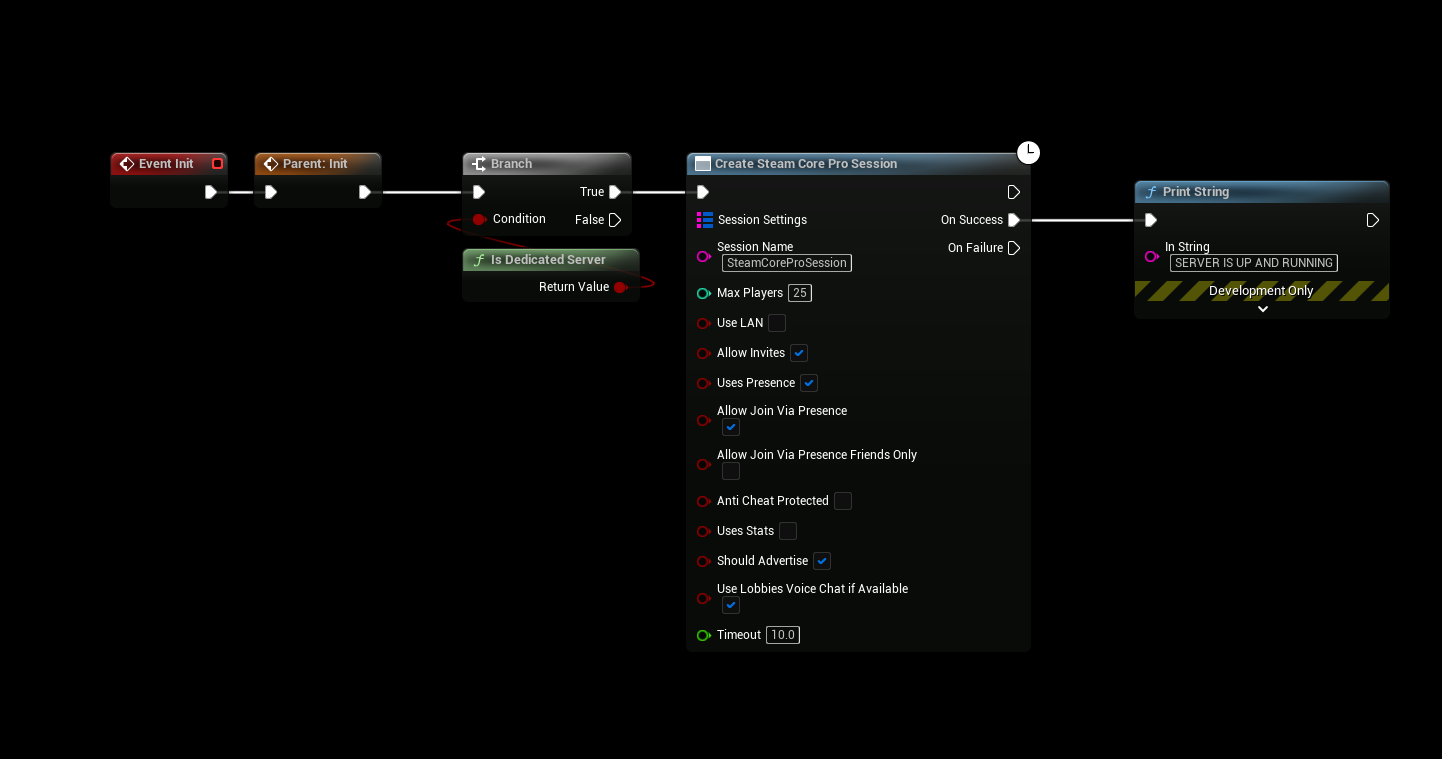 Event Init
Parent: Init
Branch
True
Condition
False
Is Dedicated Server
Return Value
Create Steam Core Pro Session
Session Settings
On Success
Session Name
On Failure
SteamCoreProSession
Max Players 25
Use LAN
Allow Invites
Uses Presence
Allow Join Via Presence
Allow Join Via Presence Friends Only
Anti Cheat Protected
Uses Stats
Should Advertise
Use Lobbies Voice Chat if Available
Timeout 10.0
Print String
In String
SERVER IS UP AND RUNNING
Development Only